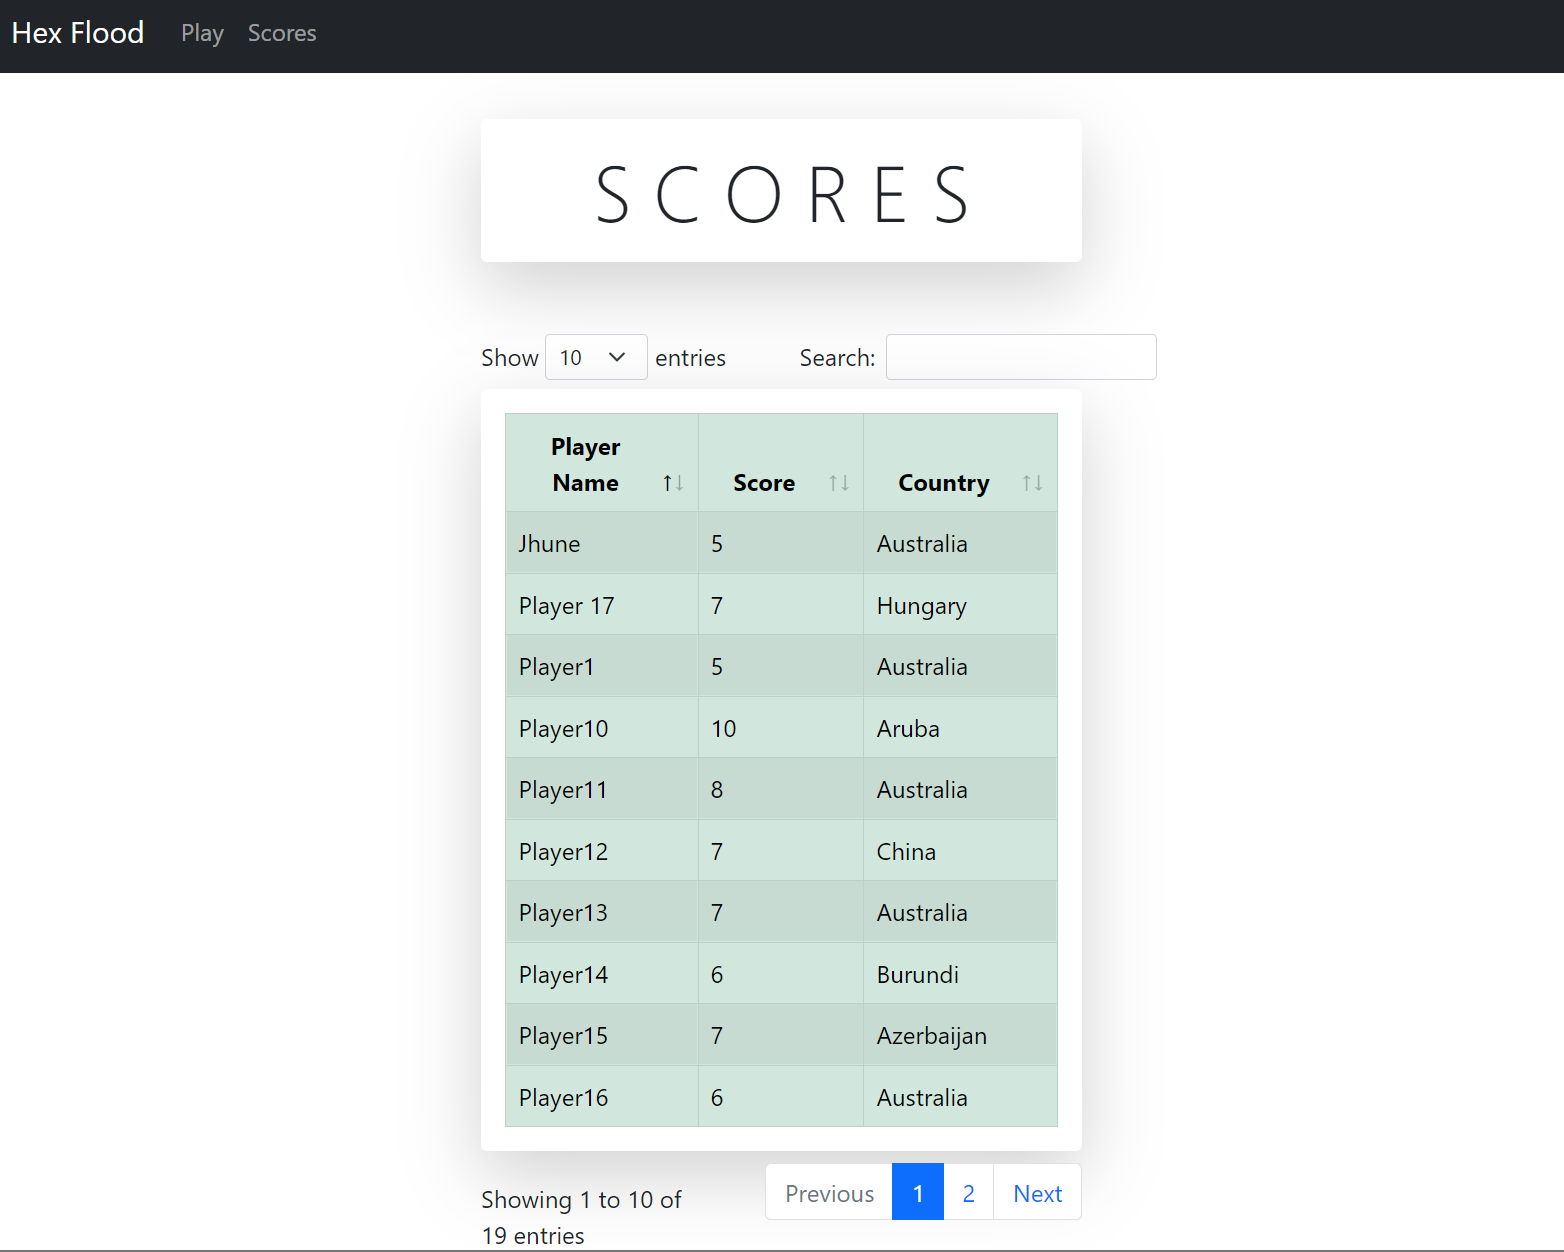 Hex Flood Play Scores
SCORES
Show 10 entries Search:
Player
Name Score Country
Jhune 5 Australia
Player 17 7 Hungary
Player1 5 Australia
Player10 10 Aruba
Player11 8 Australia
Player12 7 China
Player13 7 Australia
Player14 6 Burundi
Player15 7 Azerbaijan
Player16 6 Australia
Previous 1 2 Next
Showing 1 to 10 of
19 entries